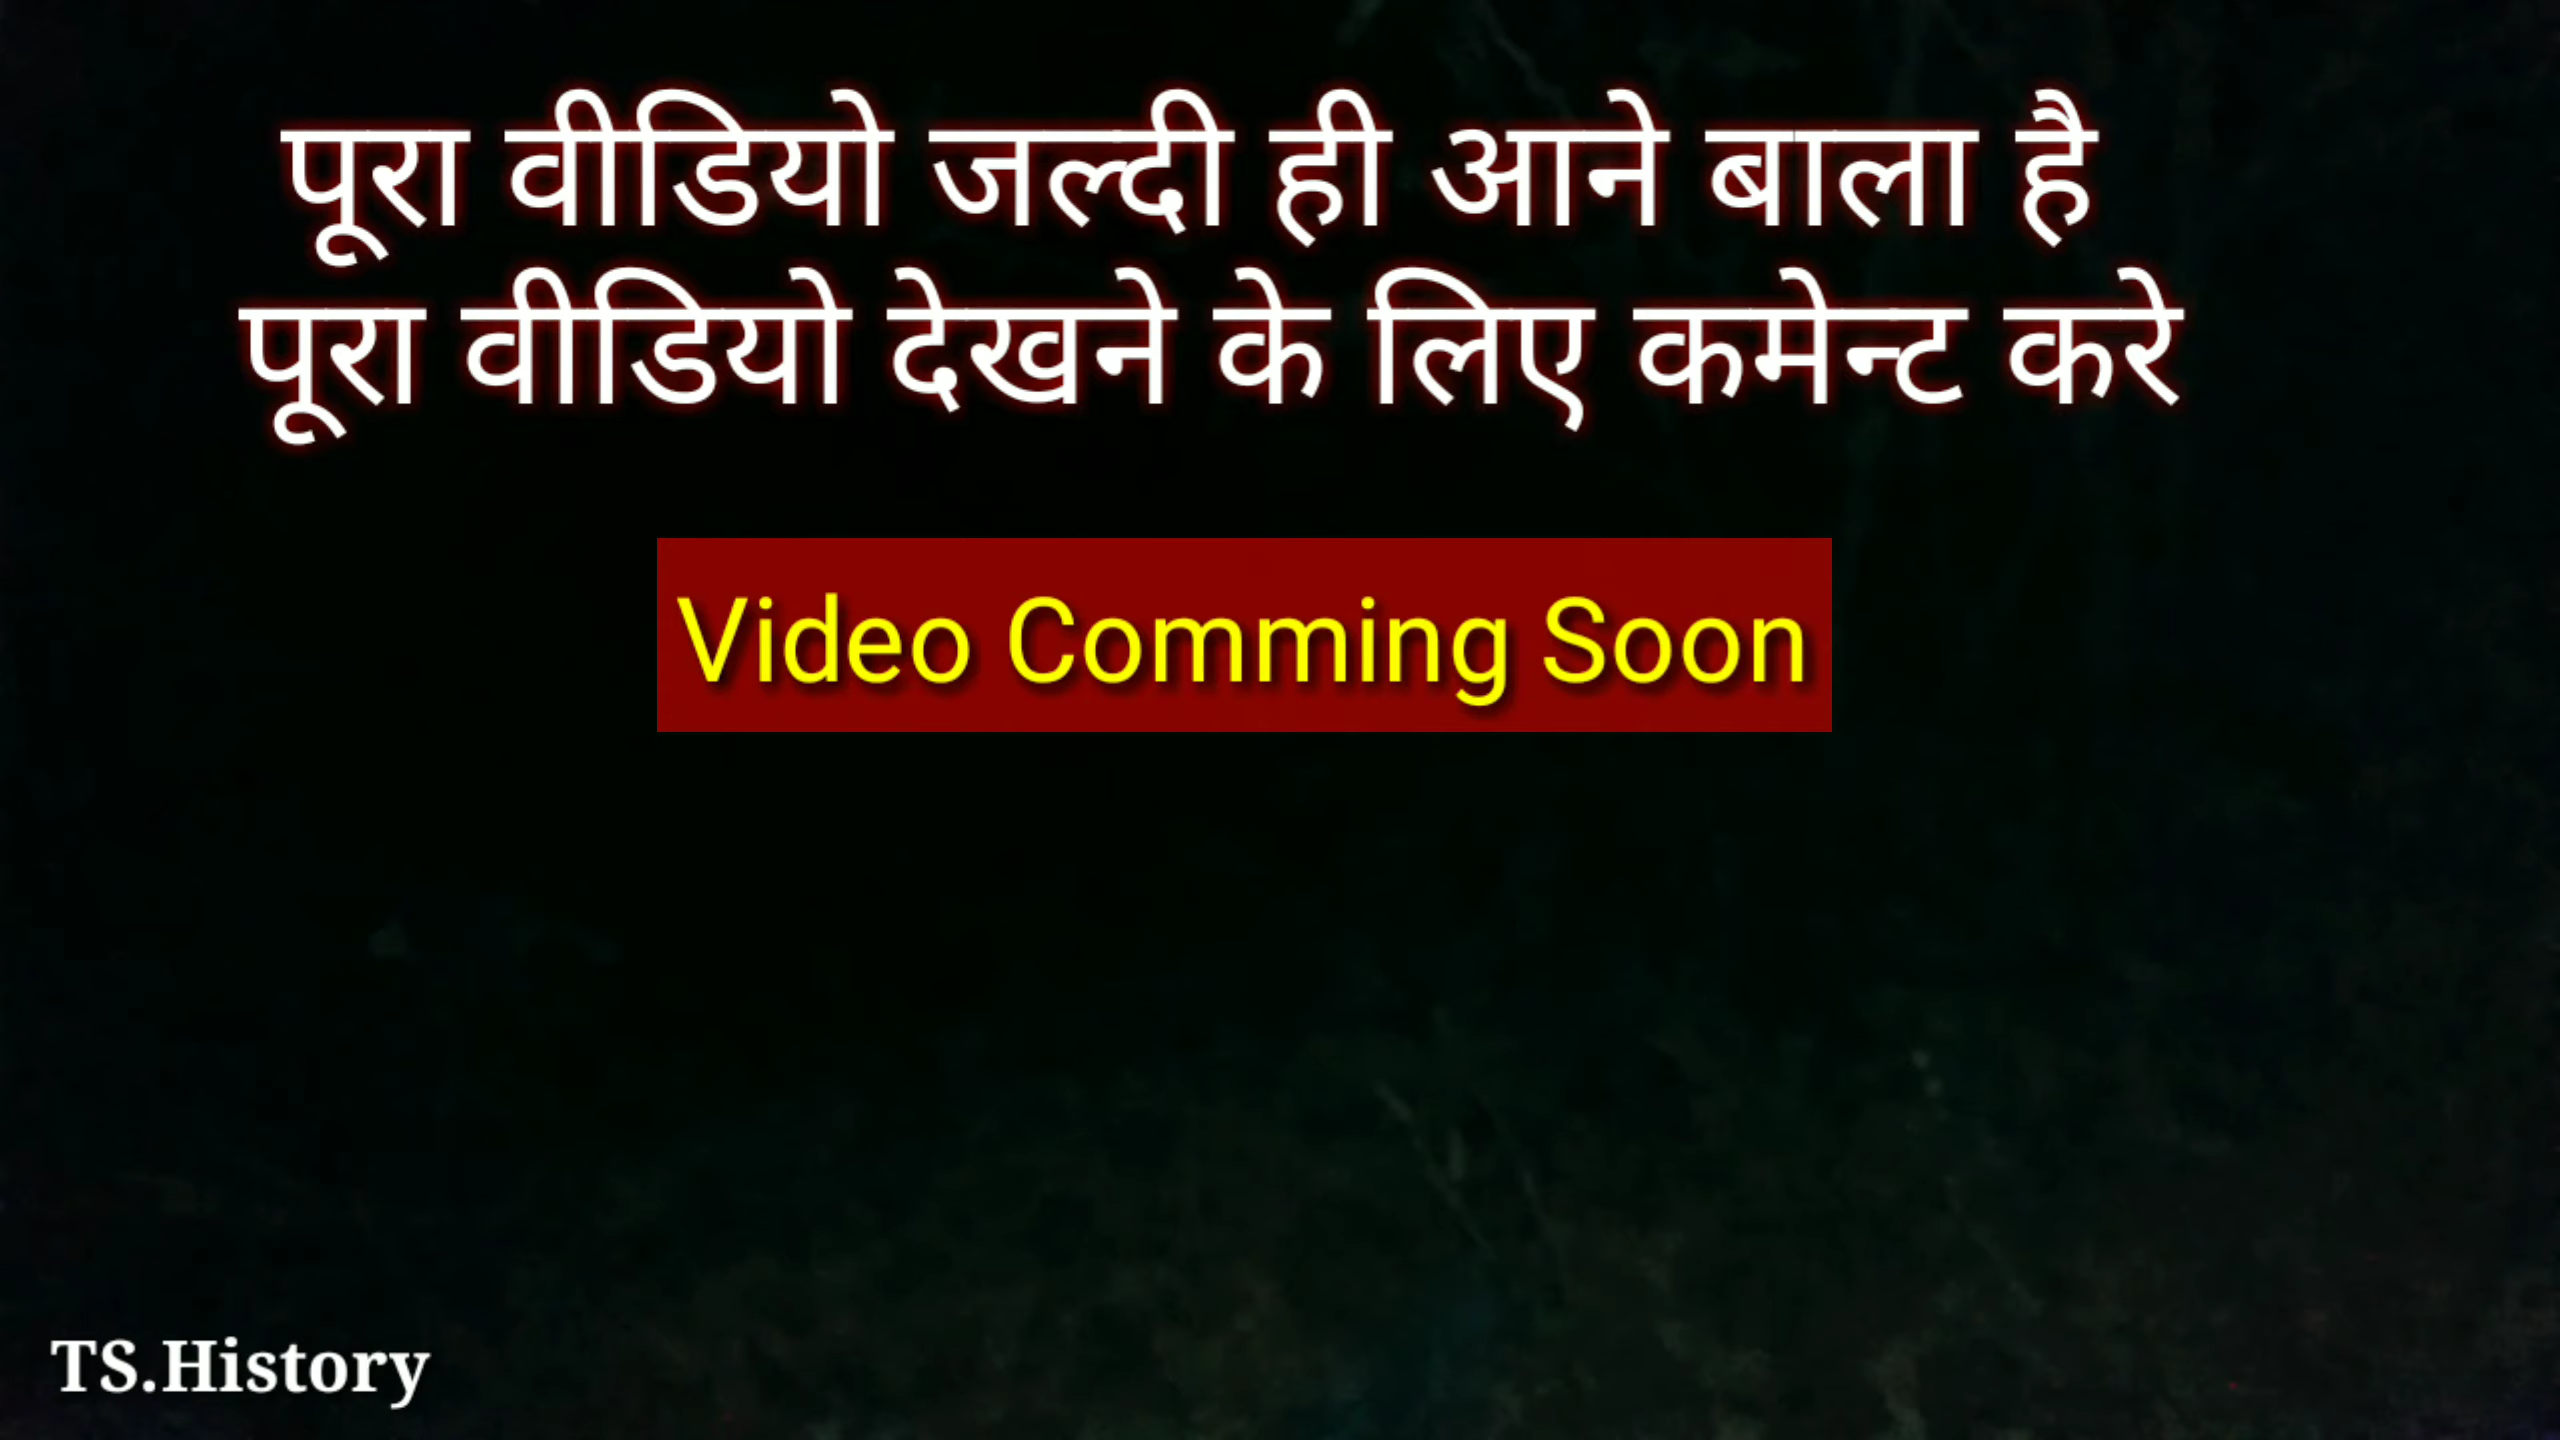 पूरा वीडियो जल्दी ही आने बाला है
पूरा वीडियो देखने के लिए कमेन्ट करे
Video Comming Soon
TS.History